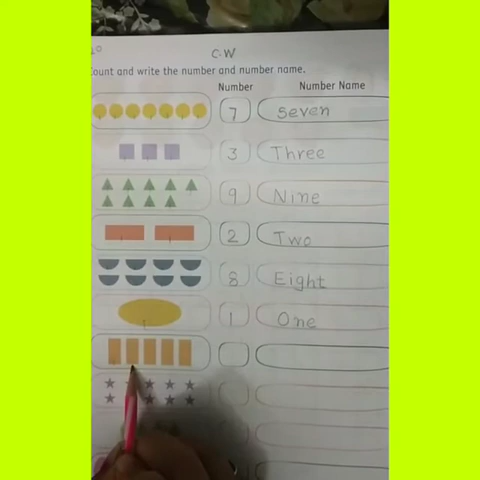 C.W
Count and write the number and number name.
Number Number Name
7 seven
3 Three
9 Nine
2 Two
8 Eight
1 One